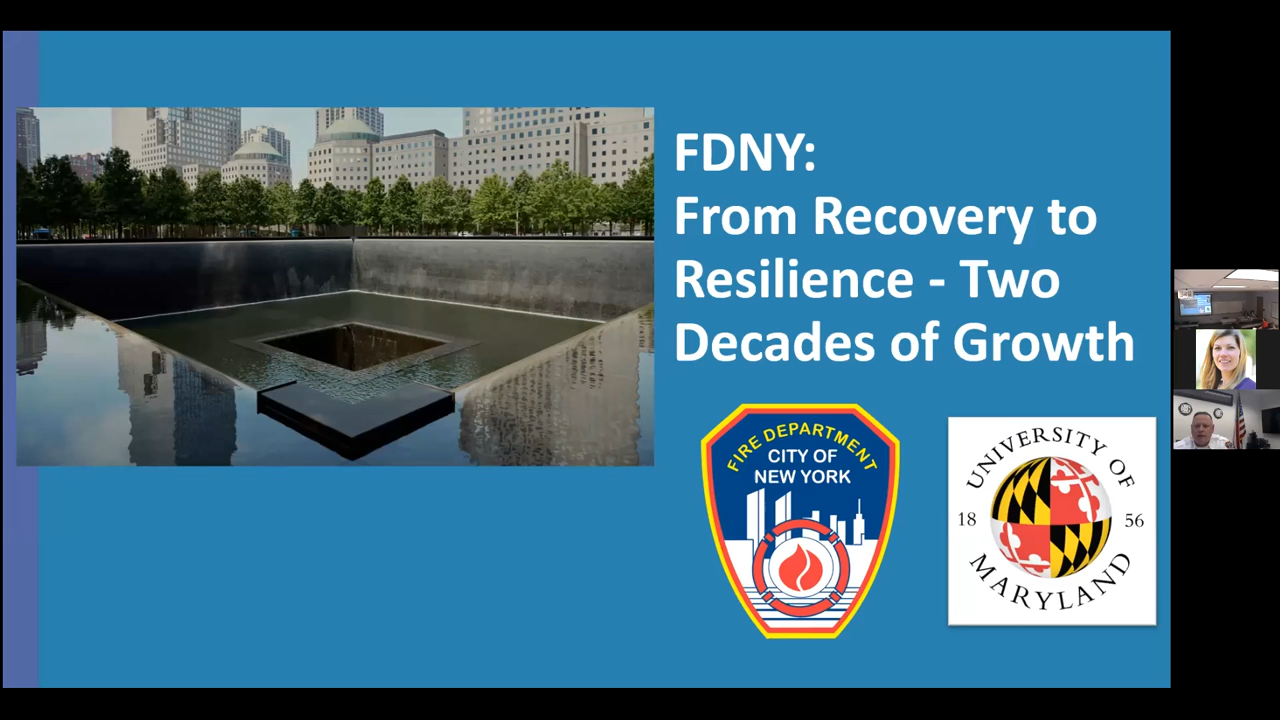 FDNY:
From Recovery to
Resilience - Two
Decades of Growth
FIRE DEPARTMENT
CITY OF
NEW YORK
UNIVERSITY OF
18 56
MARYLAND